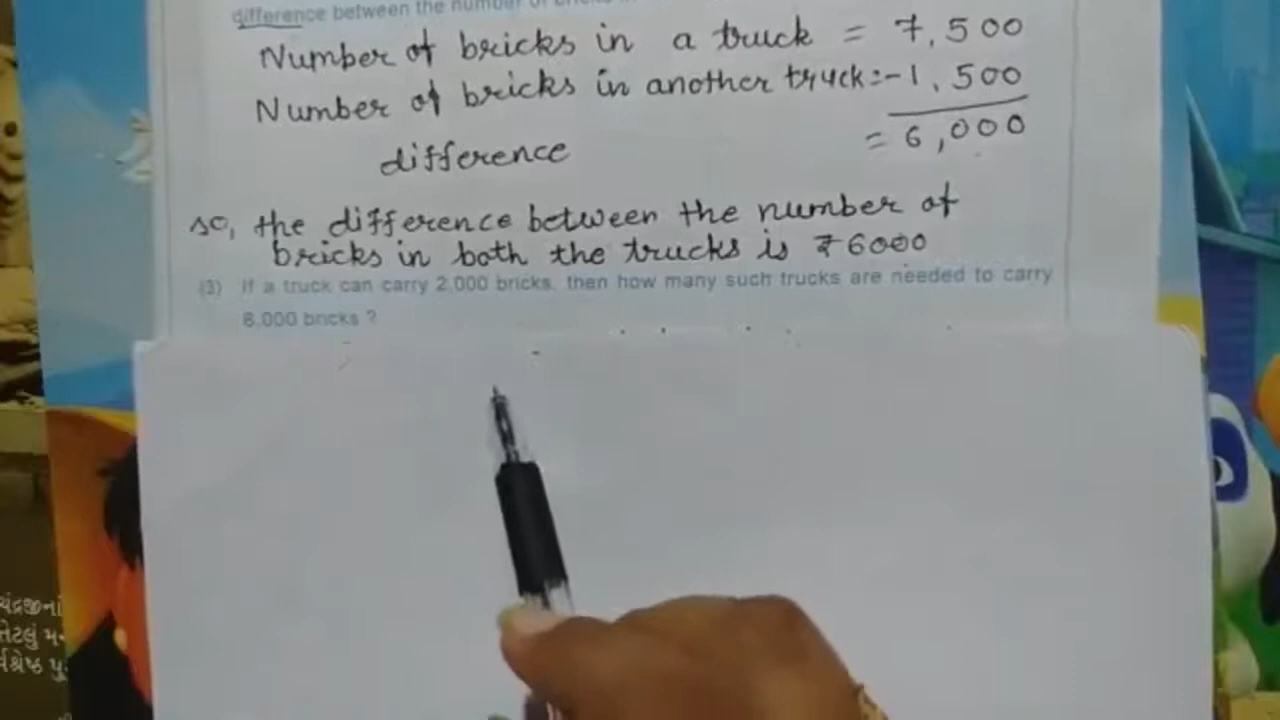 difference between the number of bricks in
Number of bricks in a truck = 7,500
Number of bricks in another truck = -1,500
difference = 6,000
so, the difference between the number of
bricks in both the trucks is ₹6000
(3) If a truck can carry 2,000 bricks, then how many such trucks are needed to carry
8,000 bricks ?
ચંદ્રજીનાં